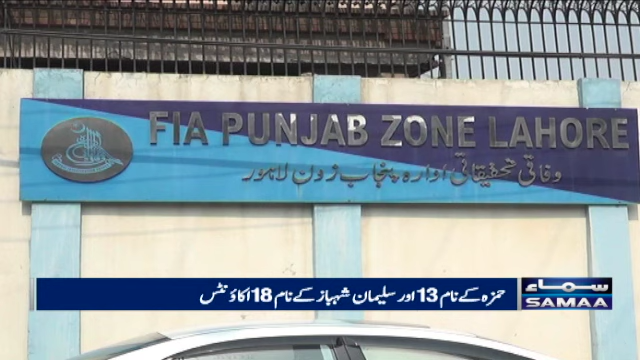 FIA PUNJAB ZONE LAHORE
وفاقی تحقیقاتی ادارہ پنجاب زون لاہور
حمزہ کے نام 13 اور سلیمان شہباز کے نام 18 اکاؤنٹس
سماء
SAMAA